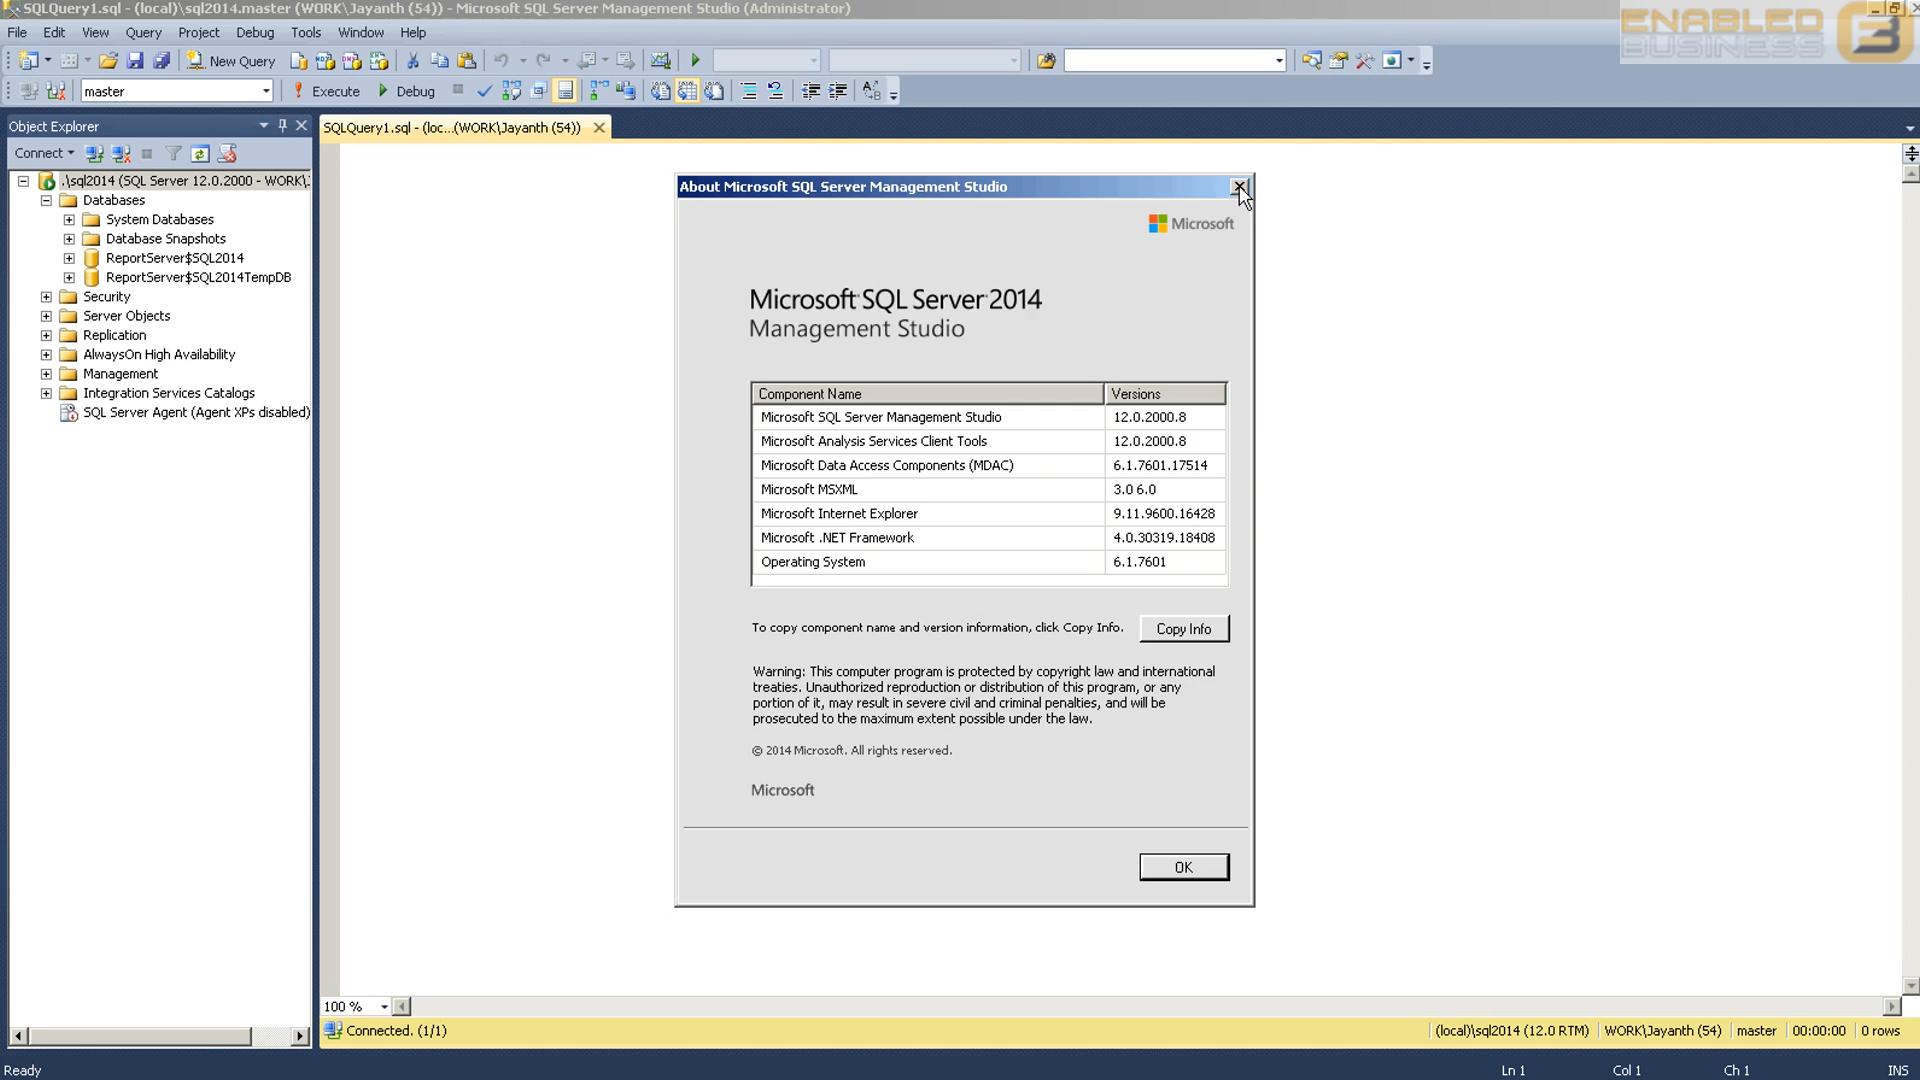 SQLQuery1.sql - (local)\sql2014.master (WORK\Jayanth (54)) - Microsoft SQL Server Management Studio (Administrator)
ENABLED
BUSINESS
File Edit View Query Project Debug Tools Window Help
New Query
master Execute Debug
Object Explorer
SQLQuery1.sql - (loc...(WORK\Jayanth (54))
Connect
.\sql2014 (SQL Server 12.0.2000 - WORK\
Databases
System Databases
Database Snapshots
ReportServer$SQL2014
ReportServer$SQL2014TempDB
Security
Server Objects
Replication
AlwaysOn High Availability
Management
Integration Services Catalogs
SQL Server Agent (Agent XPs disabled)
About Microsoft SQL Server Management Studio
Microsoft
Microsoft SQL Server 2014
Management Studio
Component Name Versions
Microsoft SQL Server Management Studio 12.0.2000.8
Microsoft Analysis Services Client Tools 12.0.2000.8
Microsoft Data Access Components (MDAC) 6.1.7601.17514
Microsoft MSXML 3.0 6.0
Microsoft Internet Explorer 9.11.9600.16428
Microsoft .NET Framework 4.0.30319.18408
Operating System 6.1.7601
To copy component name and version information, click Copy Info. Copy Info
Warning: This computer program is protected by copyright law and international
treaties. Unauthorized reproduction or distribution of this program, or any
portion of it, may result in severe civil and criminal penalties, and will be
prosecuted to the maximum extent possible under the law.
© 2014 Microsoft. All rights reserved.
Microsoft
OK
100 %
Connected. (1/1) (local)\sql2014 (12.0 RTM) WORK\Jayanth (54) master 00:00:00 0 rows
Ready Ln 1 Col 1 Ch 1 INS